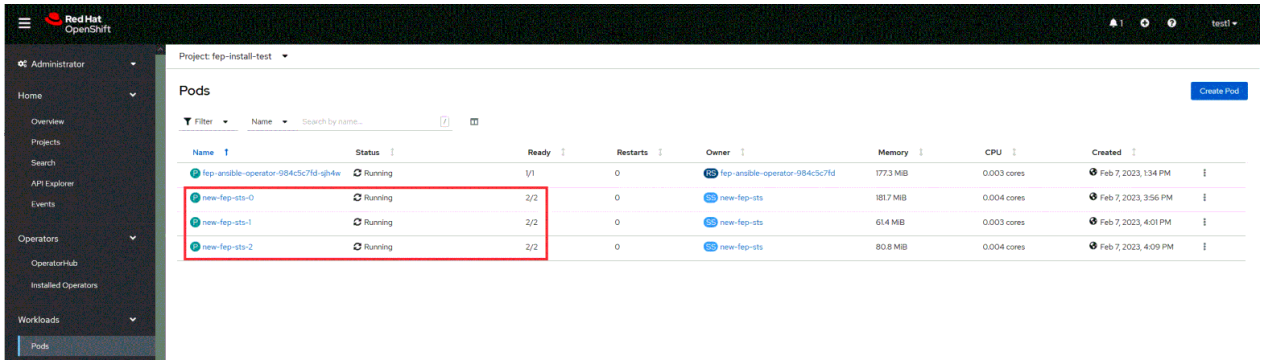 Red Hat
OpenShift
1
test1
Administrator
Project: fep-install-test
Home
Pods
Create Pod
Overview
Filter
Name
Search by name...
/
Projects
Search
Name Status Ready Restarts Owner Memory CPU Created
API Explorer
P fep-ansible-operator-984c5c7fd-sjh4w Running 1/1 0 RS fep-ansible-operator-984c5c7fd 177.3 MiB 0.003 cores Feb 7, 2023, 1:34 PM
Events
P new-fep-sts-0 Running 2/2 0 SS new-fep-sts 181.7 MiB 0.004 cores Feb 7, 2023, 3:56 PM
P new-fep-sts-1 Running 2/2 0 SS new-fep-sts 61.4 MiB 0.003 cores Feb 7, 2023, 4:01 PM
Operators
P new-fep-sts-2 Running 2/2 0 SS new-fep-sts 80.8 MiB 0.004 cores Feb 7, 2023, 4:09 PM
OperatorHub
Installed Operators
Workloads
Pods